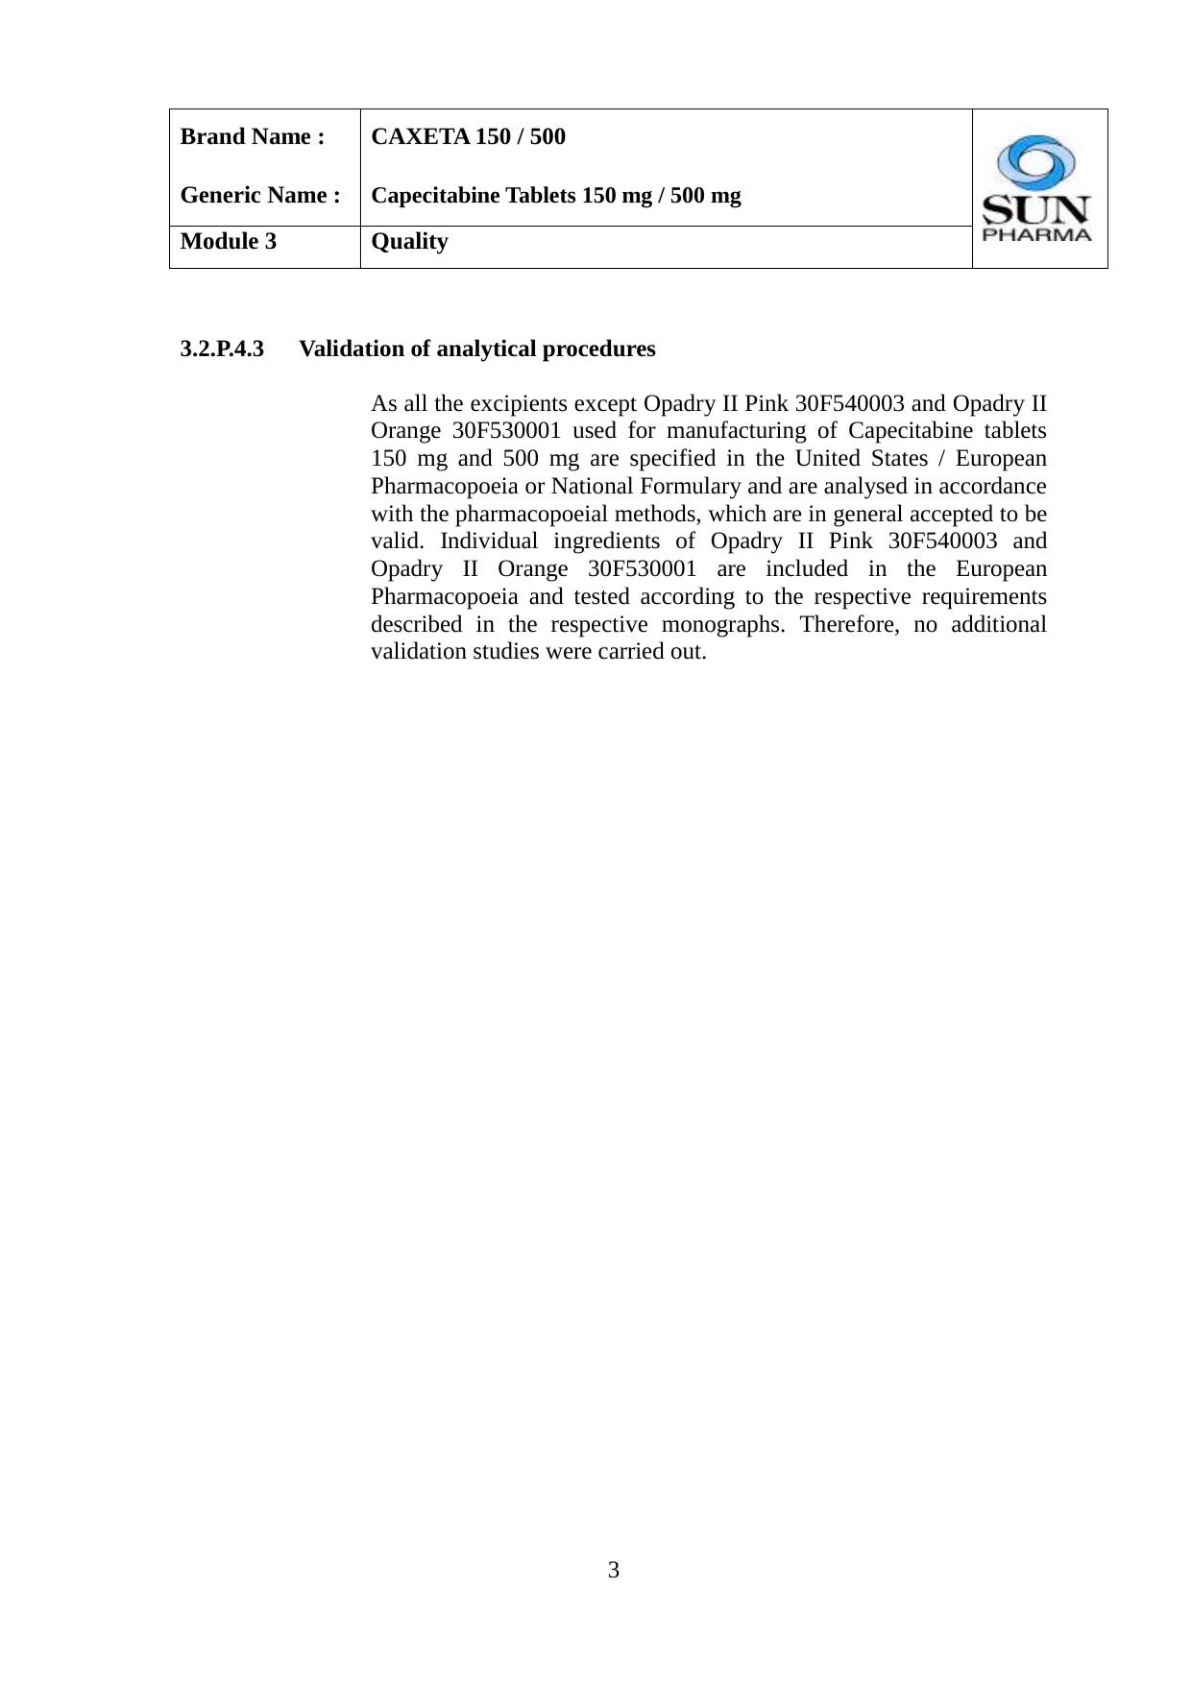 Brand Name : CAXETA 150 / 500
Generic Name : Capecitabine Tablets 150 mg / 500 mg
SUN
PHARMA
Module 3 Quality
3.2.P.4.3 Validation of analytical procedures
As all the excipients except Opadry II Pink 30F540003 and Opadry II
Orange 30F530001 used for manufacturing of Capecitabine tablets
150 mg and 500 mg are specified in the United States / European
Pharmacopoeia or National Formulary and are analysed in accordance
with the pharmacopoeial methods, which are in general accepted to be
valid. Individual ingredients of Opadry II Pink 30F540003 and
Opadry II Orange 30F530001 are included in the European
Pharmacopoeia and tested according to the respective requirements
described in the respective monographs. Therefore, no additional
validation studies were carried out.
3